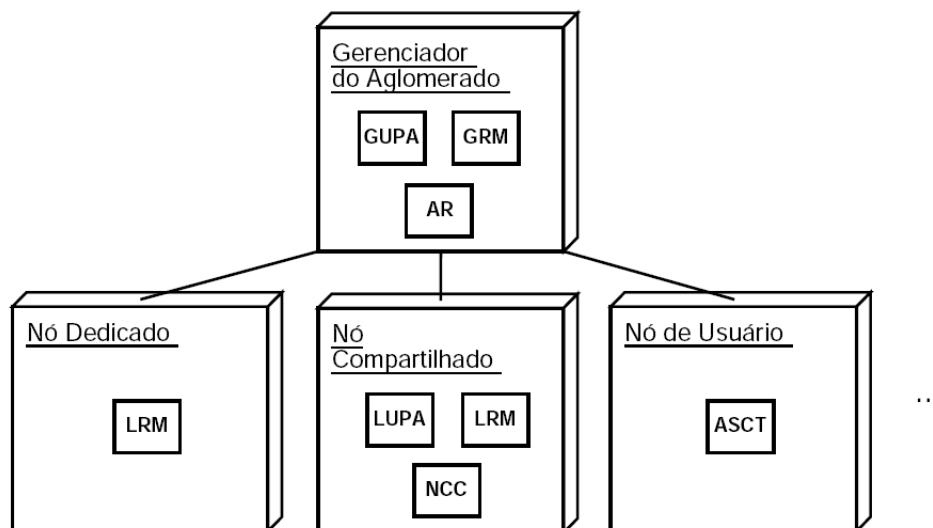 Gerenciador
do Aglomerado
GUPA GRM
AR
Nó Dedicado
LRM
Nó
Compartilhado
LUPA LRM
NCC
Nó de Usuário
ASCT
..